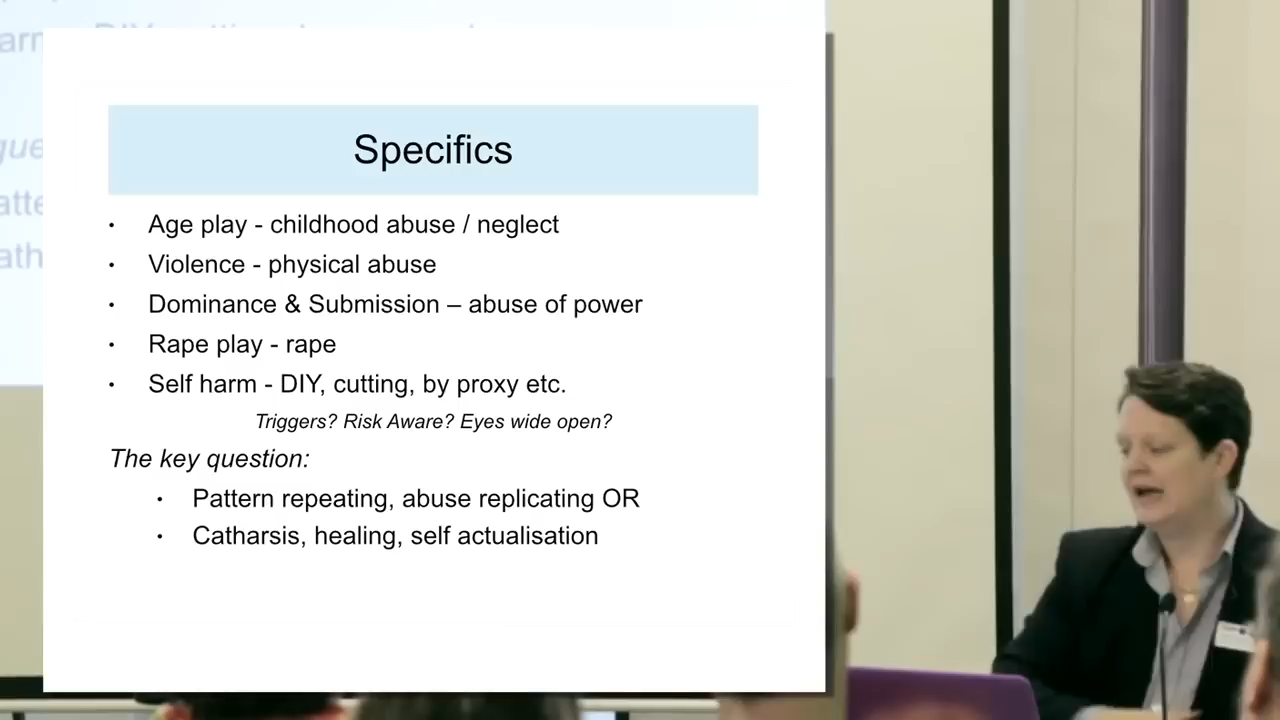 Specifics
• Age play - childhood abuse / neglect
• Violence - physical abuse
• Dominance & Submission – abuse of power
• Rape play - rape
• Self harm - DIY, cutting, by proxy etc.
Triggers? Risk Aware? Eyes wide open?
The key question:
• Pattern repeating, abuse replicating OR
• Catharsis, healing, self actualisation